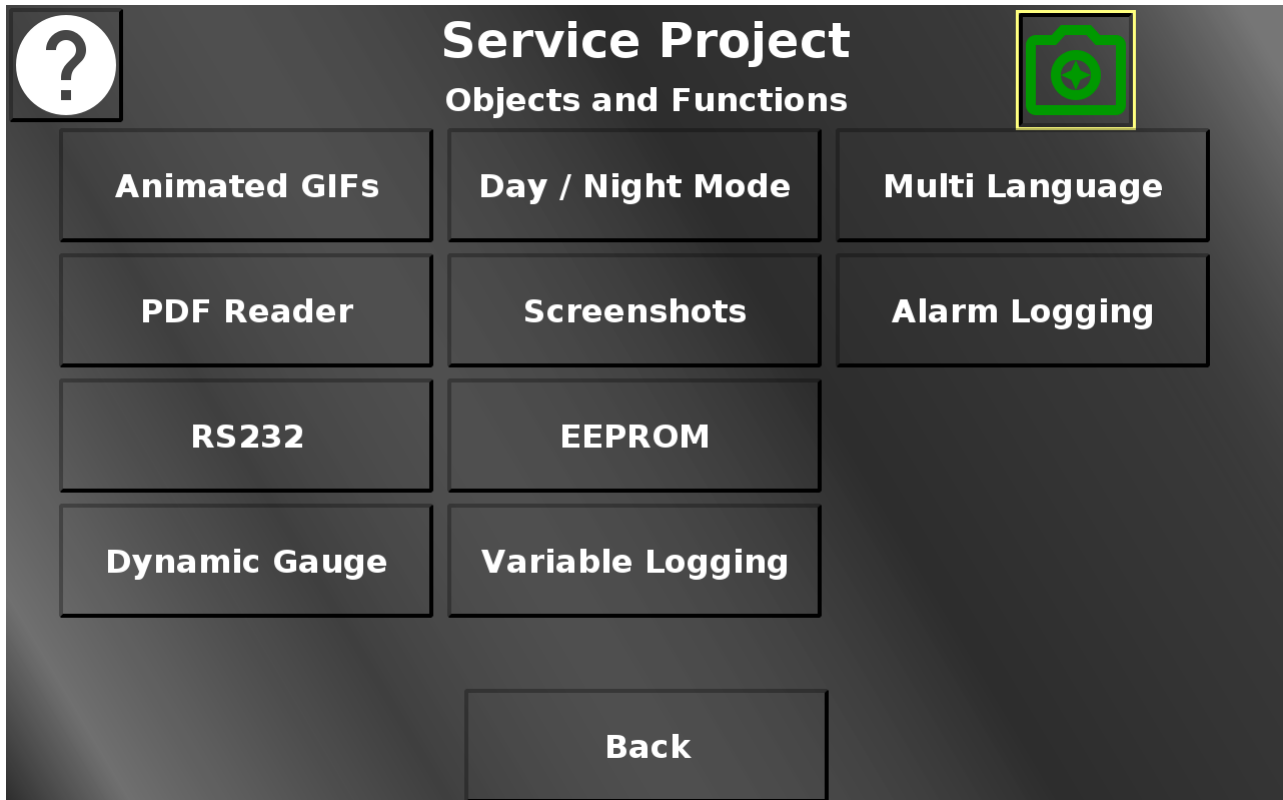 Service Project
Objects and Functions
Animated GIFs
Day / Night Mode
Multi Language
PDF Reader
Screenshots
Alarm Logging
RS232
EEPROM
Dynamic Gauge
Variable Logging
Back